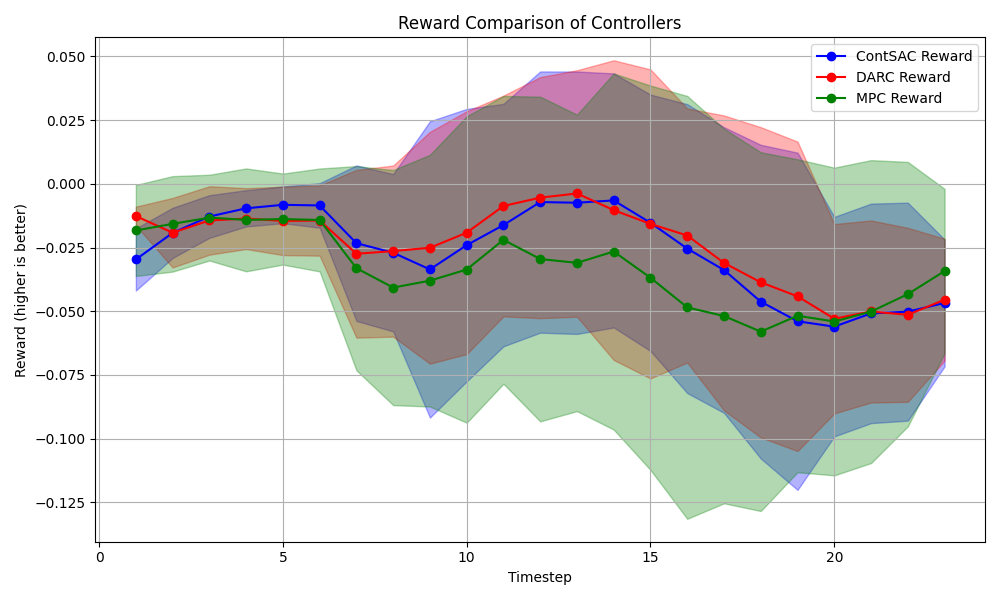 Reward Comparison of Controllers
Reward (higher is better)
0.050
0.025
0.000
−0.025
−0.050
−0.075
−0.100
−0.125
ContSAC Reward
DARC Reward
MPC Reward
0
5
10
15
20
Timestep